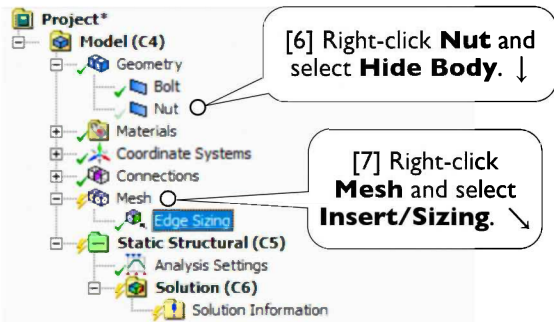 Project*
Model (C4)
Geometry
Bolt
Nut
Materials
Coordinate Systems
Connections
Mesh
Edge Sizing
Static Structural (C5)
Analysis Settings
Solution (C6)
Solution Information
[6] Right-click Nut and
select Hide Body. ↓
[7] Right-click
Mesh and select
Insert/Sizing. ↘